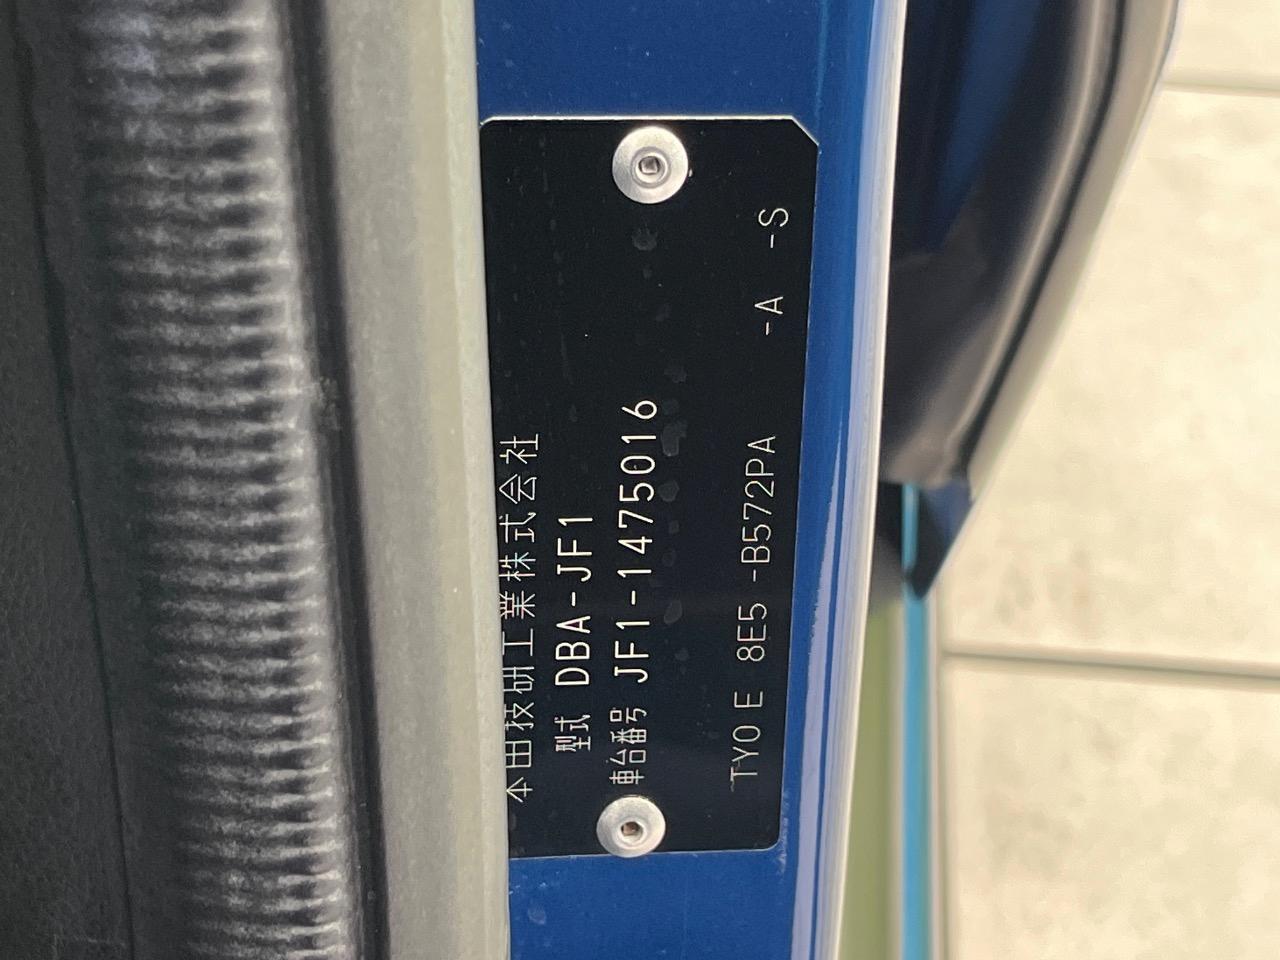 本田技研工業株式会社
型式 DBA-JF1
車台番号 JF1-1475016
TY0 E 8E5 -B572PA -A -S